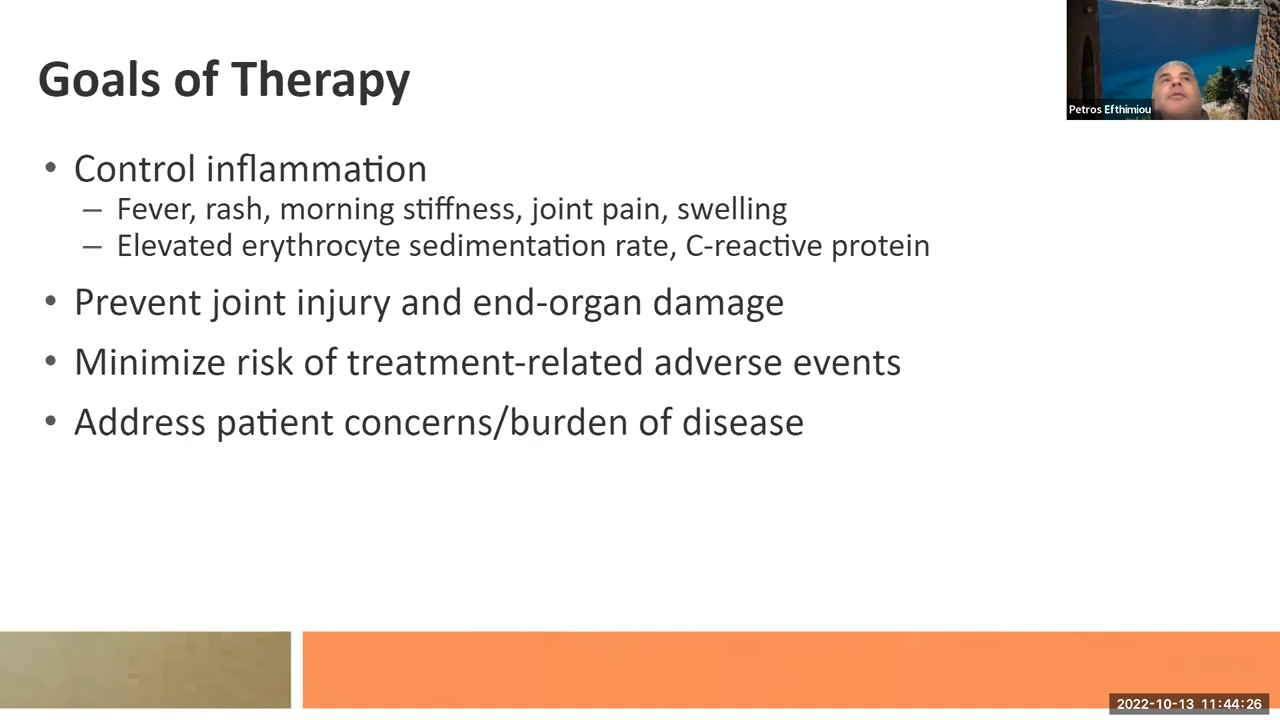 Goals of Therapy
Petros Efthimiou
• Control inflammation
– Fever, rash, morning stiffness, joint pain, swelling
– Elevated erythrocyte sedimentation rate, C-reactive protein
• Prevent joint injury and end-organ damage
• Minimize risk of treatment-related adverse events
• Address patient concerns/burden of disease
2022-10-13 11:44:26